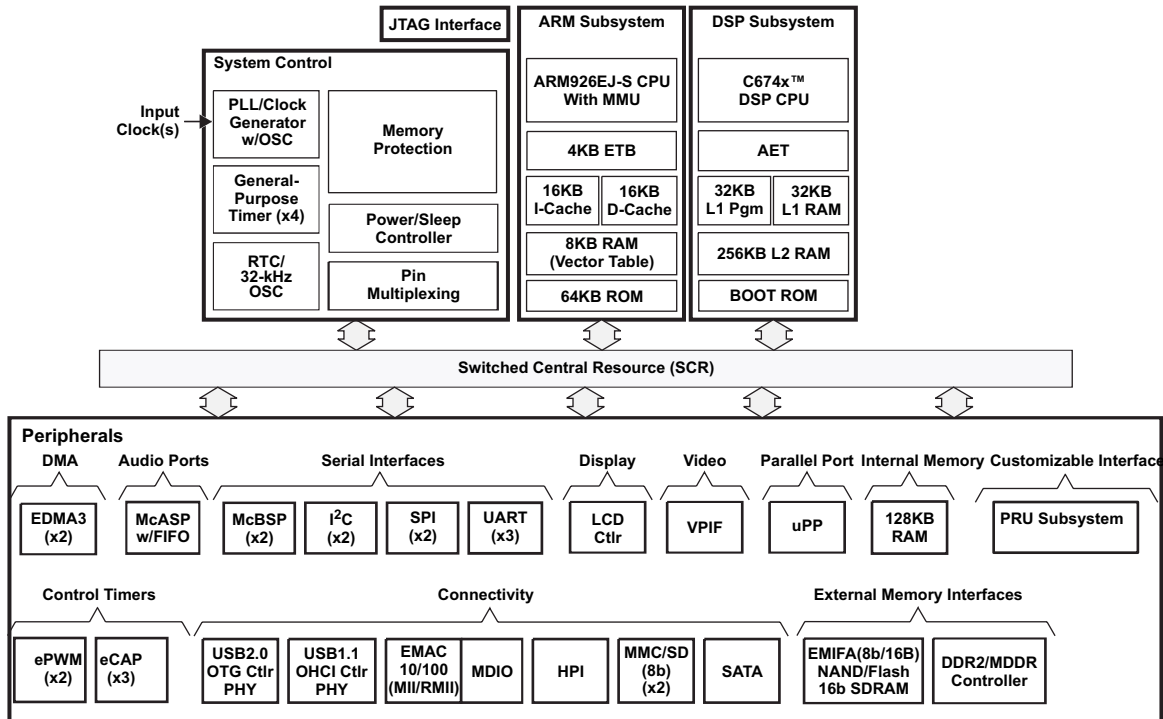 JTAG Interface
ARM Subsystem
DSP Subsystem
System Control
Input
Clock(s)
PLL/Clock
Generator
w/OSC
General-
Purpose
Timer (x4)
RTC/
32-kHz
OSC
Memory
Protection
Power/Sleep
Controller
Pin
Multiplexing
ARM926EJ-S CPU
With MMU
4KB ETB
16KB
I-Cache
16KB
D-Cache
8KB RAM
(Vector Table)
64KB ROM
C674x™
DSP CPU
AET
32KB
L1 Pgm
32KB
L1 RAM
256KB L2 RAM
BOOT ROM
Switched Central Resource (SCR)
Peripherals
DMA
Audio Ports
Serial Interfaces
Display
Video
Parallel Port
Internal Memory
Customizable Interface
EDMA3
(x2)
McASP
w/FIFO
McBSP
(x2)
I²C
(x2)
SPI
(x2)
UART
(x3)
LCD
Ctlr
VPIF
uPP
128KB
RAM
PRU Subsystem
Control Timers
Connectivity
External Memory Interfaces
ePWM
(x2)
eCAP
(x3)
USB2.0
OTG Ctlr
PHY
USB1.1
OHCI Ctlr
PHY
EMAC
10/100
(MII/RMII)
MDIO
HPI
MMC/SD
(8b)
(x2)
SATA
EMIFA(8b/16B)
NAND/Flash
16b SDRAM
DDR2/MDDR
Controller